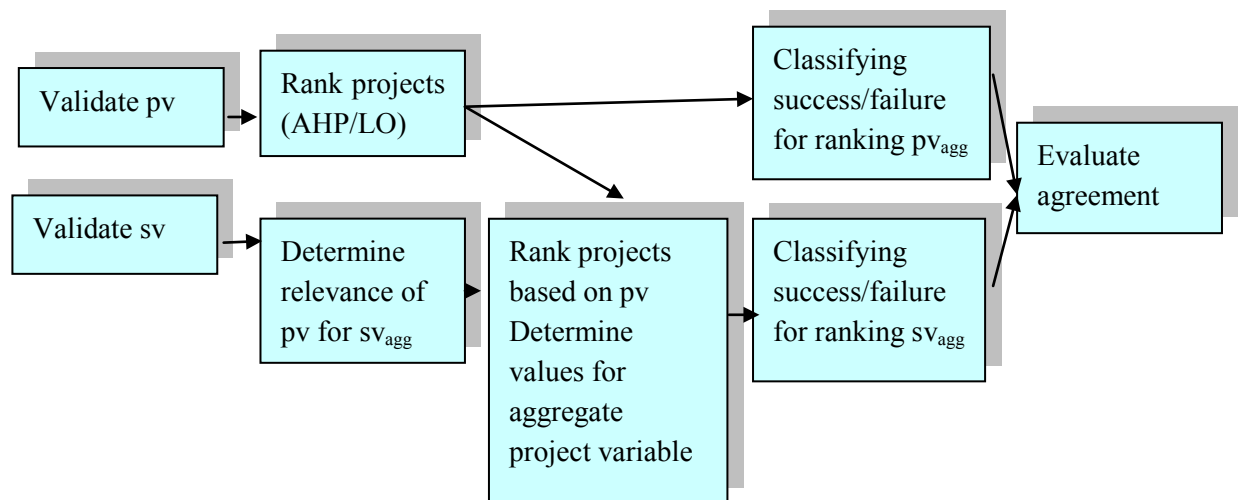 Validate pv
Rank projects
(AHP/LO)
Classifying
success/failure
for ranking pvagg
Evaluate
agreement
Validate sv
Determine
relevance of
pv for svagg
Rank projects
based on pv
Determine
values for
aggregate
project variable
Classifying
success/failure
for ranking svagg